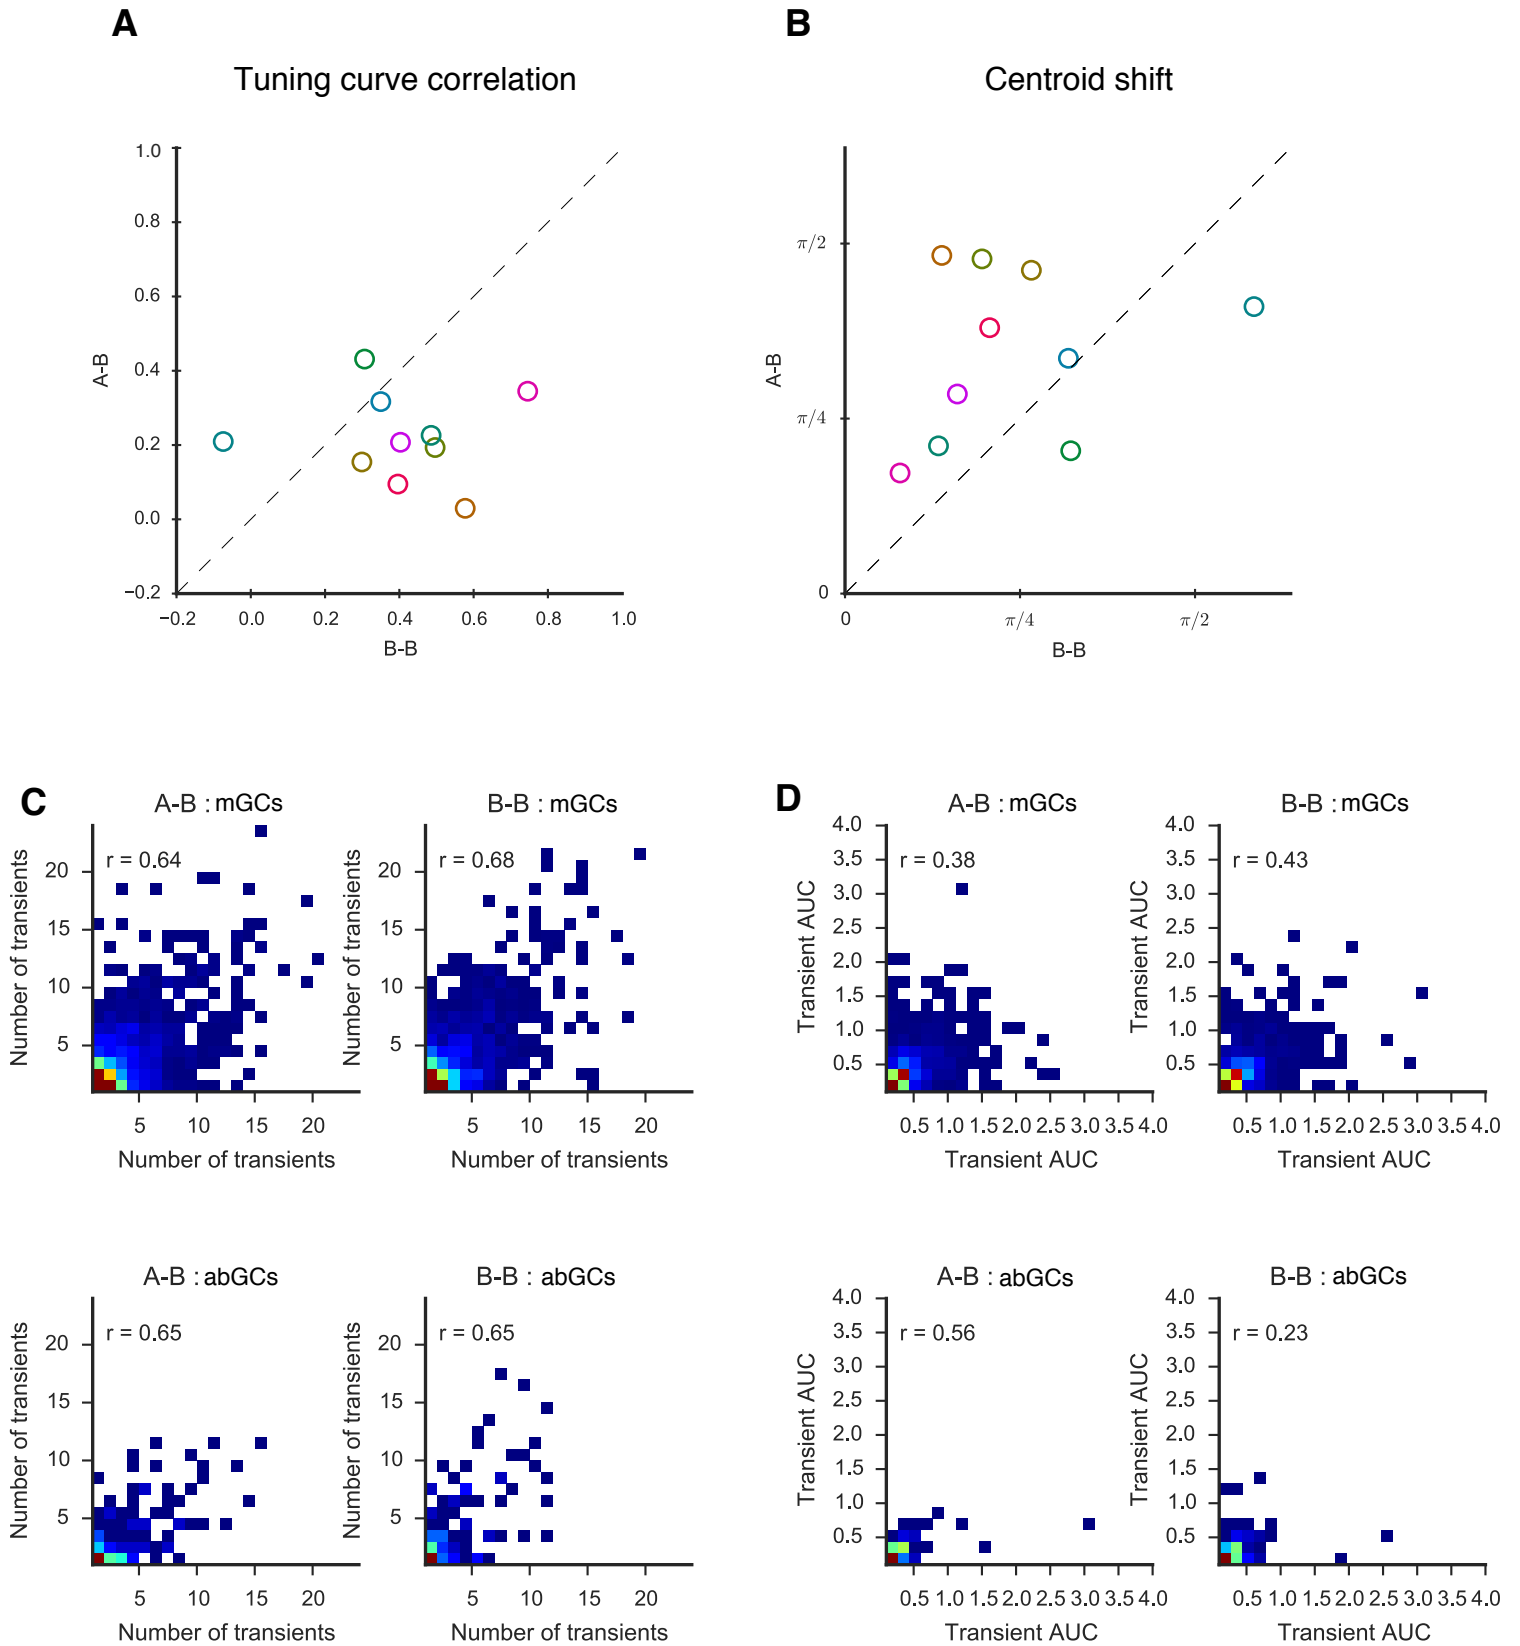 A
B
Tuning curve correlation
Centroid shift
1.0
0.8
0.6
0.4
0.2
0.0
−0.2
A-B
−0.2 0.0 0.2 0.4 0.6 0.8 1.0
B-B
π/2
π/4
0
A-B
0 π/4 π/2
B-B
C
A-B : mGCs
r = 0.64
20
15
10
5
Number of transients
5 10 15 20
Number of transients
B-B : mGCs
r = 0.68
20
15
10
5
Number of transients
5 10 15 20
Number of transients
D
A-B : mGCs
r = 0.38
4.0
3.5
3.0
2.5
2.0
1.5
1.0
0.5
Transient AUC
0.5 1.0 1.5 2.0 2.5 3.0 3.5 4.0
Transient AUC
B-B : mGCs
r = 0.43
4.0
3.5
3.0
2.5
2.0
1.5
1.0
0.5
Transient AUC
0.5 1.0 1.5 2.0 2.5 3.0 3.5 4.0
Transient AUC
A-B : abGCs
r = 0.65
20
15
10
5
Number of transients
5 10 15 20
Number of transients
B-B : abGCs
r = 0.65
20
15
10
5
Number of transients
5 10 15 20
Number of transients
A-B : abGCs
r = 0.56
4.0
3.5
3.0
2.5
2.0
1.5
1.0
0.5
Transient AUC
0.5 1.0 1.5 2.0 2.5 3.0 3.5 4.0
Transient AUC
B-B : abGCs
r = 0.23
4.0
3.5
3.0
2.5
2.0
1.5
1.0
0.5
Transient AUC
0.5 1.0 1.5 2.0 2.5 3.0 3.5 4.0
Transient AUC